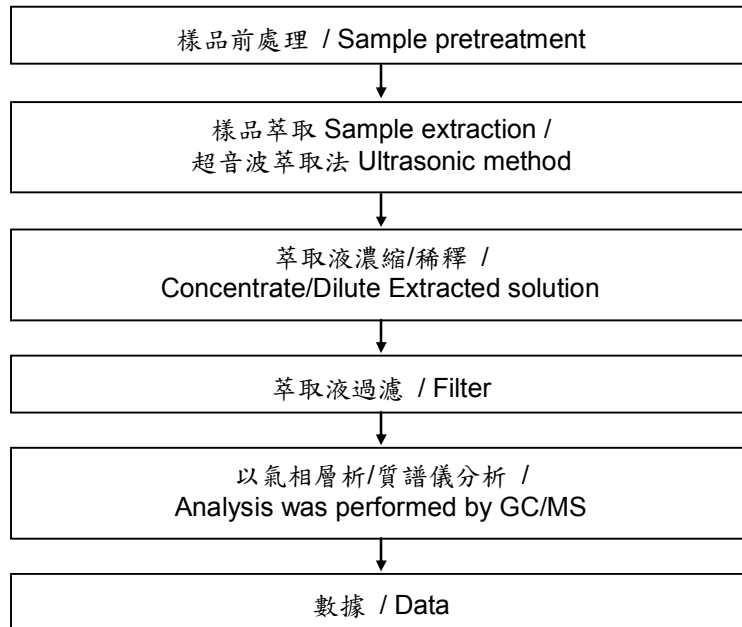 樣品前處理 / Sample pretreatment
樣品萃取 Sample extraction /
超音波萃取法 Ultrasonic method
萃取液濃縮/稀釋 /
Concentrate/Dilute Extracted solution
萃取液過濾 / Filter
以氣相層析/質譜儀分析 /
Analysis was performed by GC/MS
數據 / Data